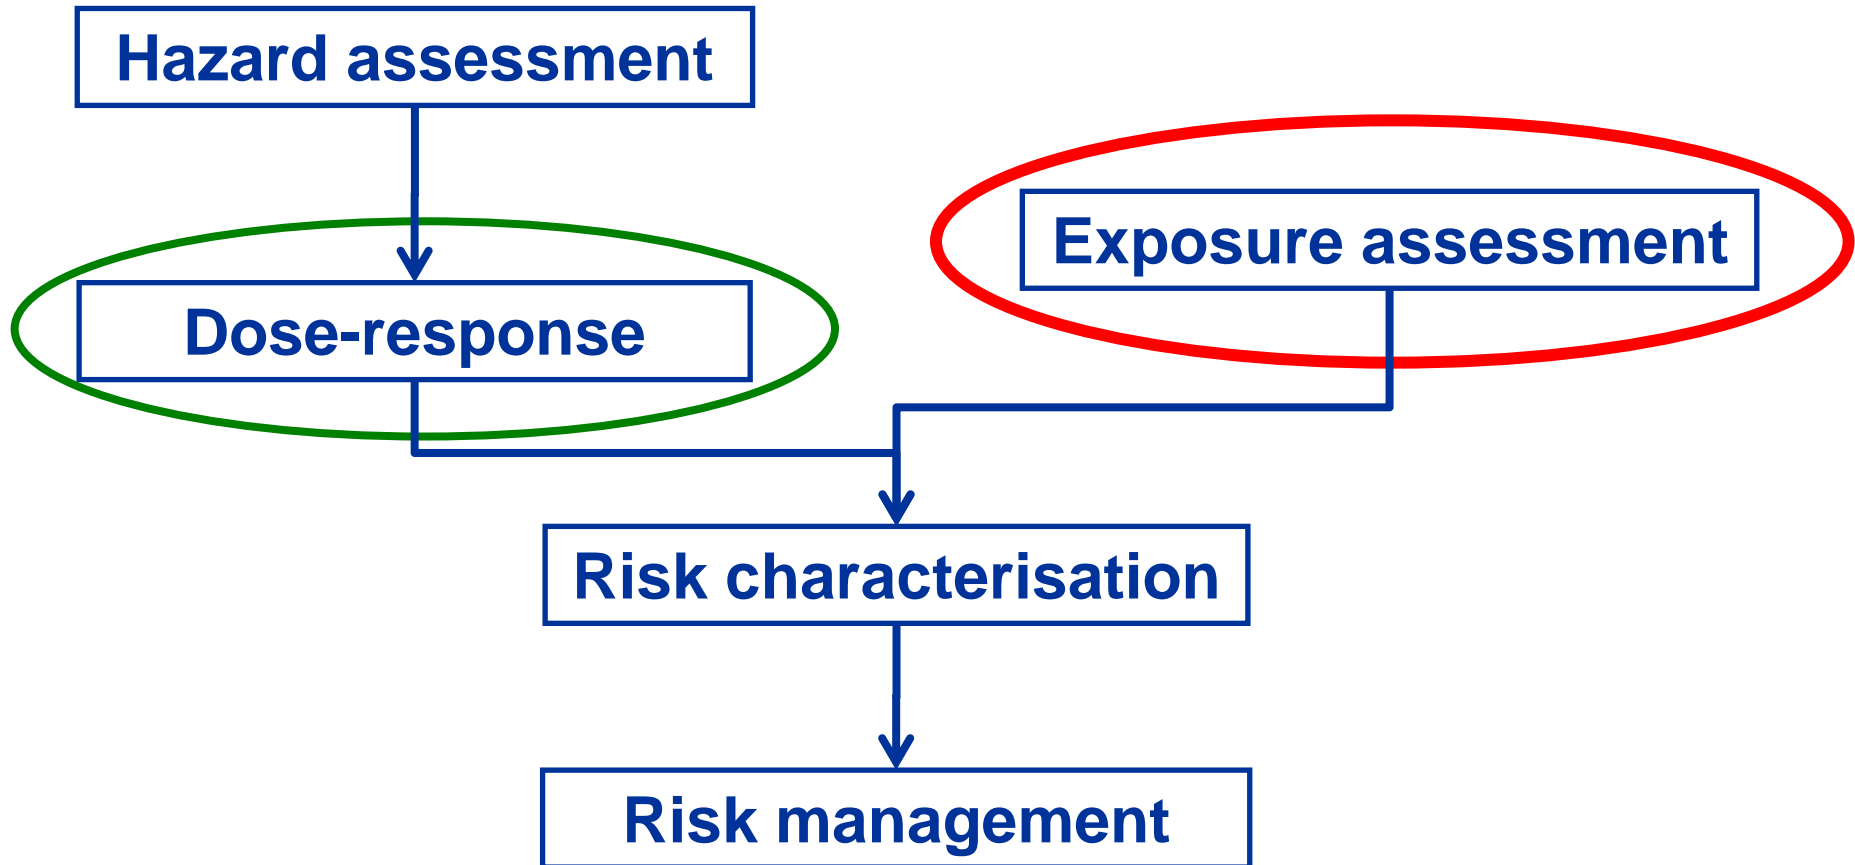 Hazard assessment
Exposure assessment
Dose-response
Risk characterisation
Risk management